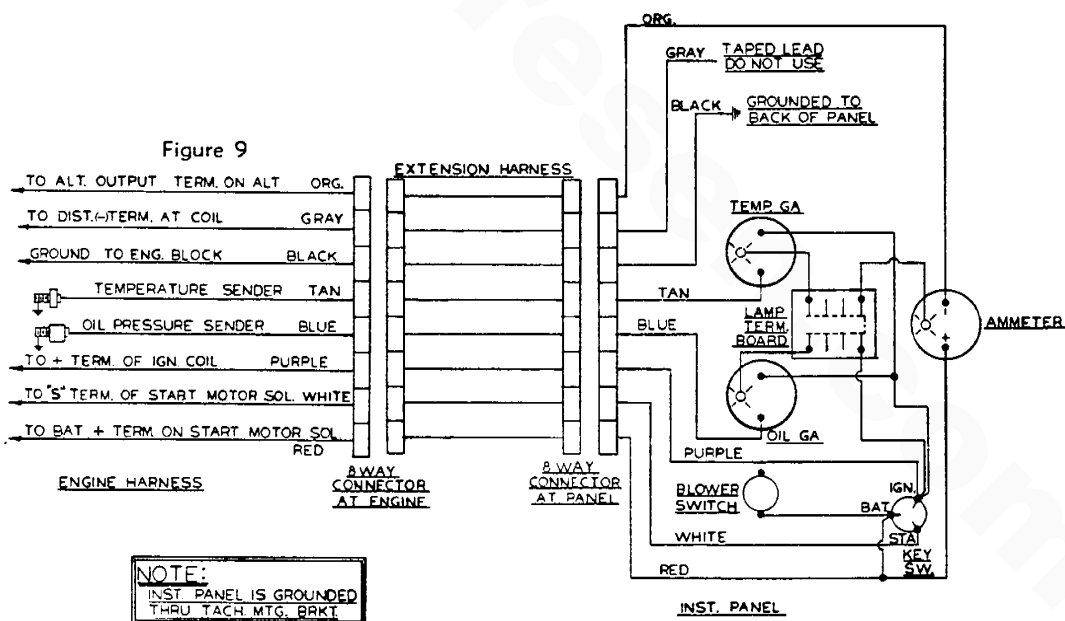 Figure 9
TO ALT. OUTPUT TERM. ON ALT ORG.
TO DIST.(-)TERM. AT COIL GRAY
GROUND TO ENG. BLOCK BLACK
TEMPERATURE SENDER TAN
OIL PRESSURE SENDER BLUE
TO + TERM. OF IGN COIL PURPLE
TO "S" TERM. OF START MOTOR SOL. WHITE
TO BAT + TERM. ON START MOTOR SOL.
RED
ENGINE HARNESS
EXTENSION HARNESS
8 WAY
CONNECTOR
AT ENGINE
8 WAY
CONNECTOR
AT PANEL
ORG.
GRAY
TAPED LEAD
DO NOT USE
BLACK
GROUNDED TO
BACK OF PANEL
TEMP. GA
TAN
LAMP
TERM.
BOARD
-
+
AMMETER
BLUE
OIL GA
PURPLE
BLOWER
SWITCH
IGN.
BAT.
STA
KEY
SW.
WHITE
RED
INST. PANEL
NOTE:
INST. PANEL IS GROUNDED
THRU TACH. MTG. BRKT.